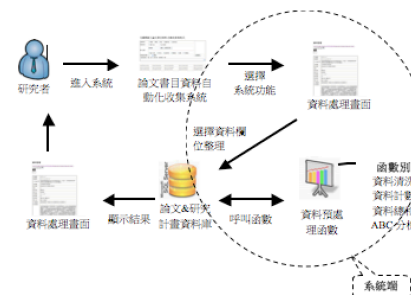 研究者
進入系統
論文書目資料自
動化收集系統
選擇
系統功能
資料處理畫面
選擇資料欄
位整理
資料處理畫面
顯示結果
論文&研究
計畫資料庫
呼叫函數
資料預處
理函數
函數別
資料清洗
資料計數
資料總
ABC 分析
系統端